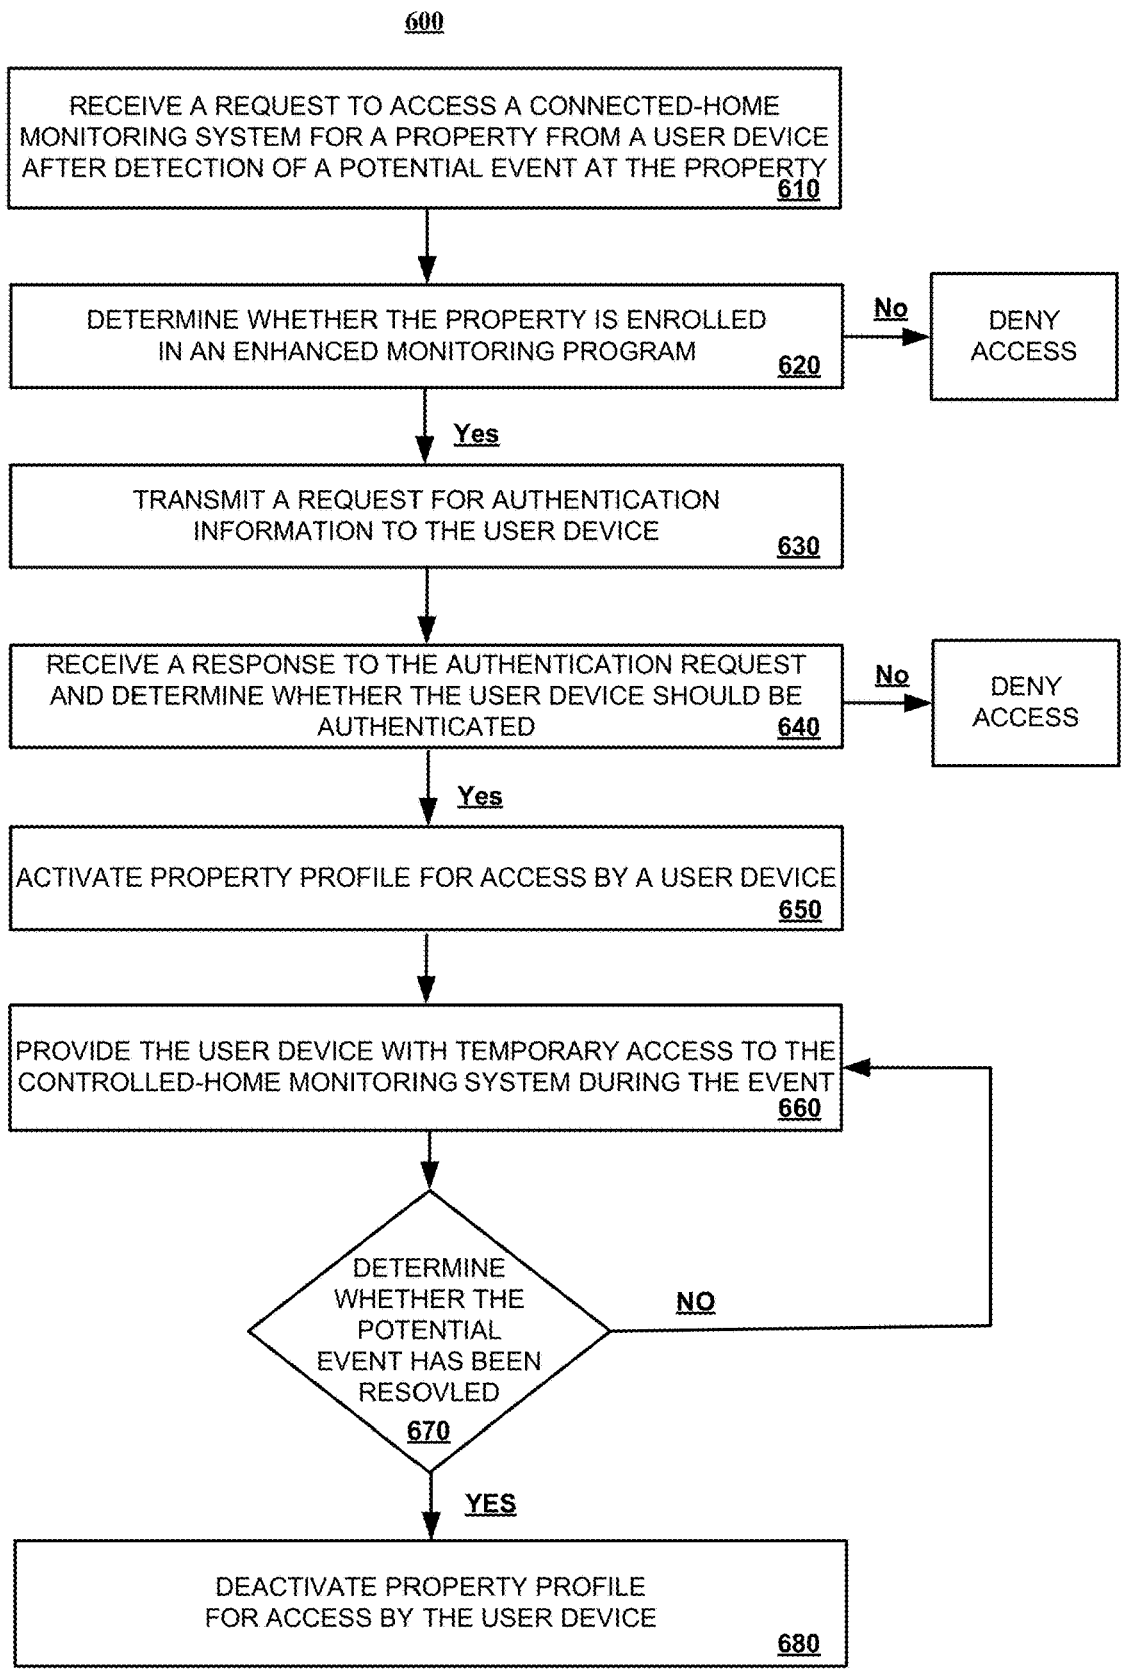 600
RECEIVE A REQUEST TO ACCESS A CONNECTED-HOME
MONITORING SYSTEM FOR A PROPERTY FROM A USER DEVICE
AFTER DETECTION OF A POTENTIAL EVENT AT THE PROPERTY
610
DETERMINE WHETHER THE PROPERTY IS ENROLLED
IN AN ENHANCED MONITORING PROGRAM
620
No
DENY
ACCESS
Yes
TRANSMIT A REQUEST FOR AUTHENTICATION
INFORMATION TO THE USER DEVICE
630
RECEIVE A RESPONSE TO THE AUTHENTICATION REQUEST
AND DETERMINE WHETHER THE USER DEVICE SHOULD BE
AUTHENTICATED
640
No
DENY
ACCESS
Yes
ACTIVATE PROPERTY PROFILE FOR ACCESS BY A USER DEVICE
650
PROVIDE THE USER DEVICE WITH TEMPORARY ACCESS TO THE
CONTROLLED-HOME MONITORING SYSTEM DURING THE EVENT
660
DETERMINE
WHETHER THE
POTENTIAL
EVENT HAS BEEN
RESOVLED
670
NO
YES
DEACTIVATE PROPERTY PROFILE
FOR ACCESS BY THE USER DEVICE
680